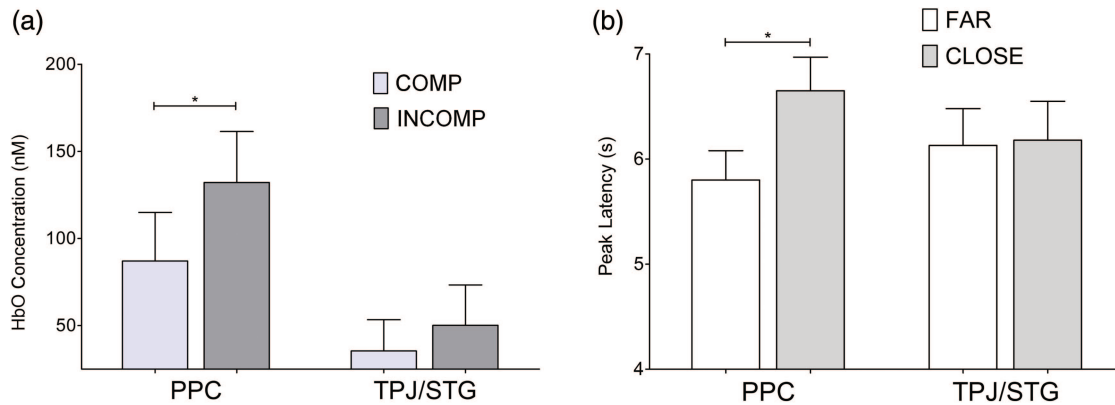 (a)
200
150
100
50
HbO Concentration (nM)
*
COMP
INCOMP
PPC
TPJ/STG
(b)
FAR
CLOSE
7
6
5
4
Peak Latency (s)
*
PPC
TPJ/STG